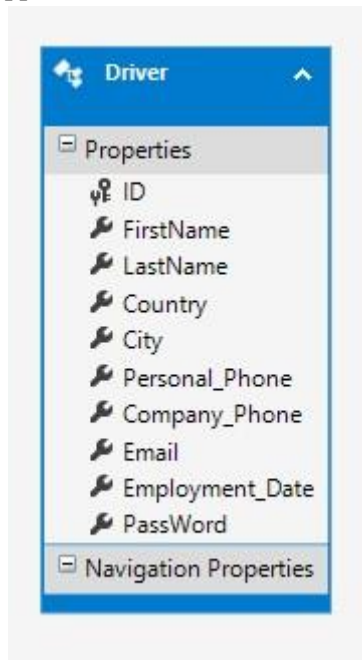 Driver
Properties
ID
FirstName
LastName
Country
City
Personal_Phone
Company_Phone
Email
Employment_Date
PassWord
Navigation Properties